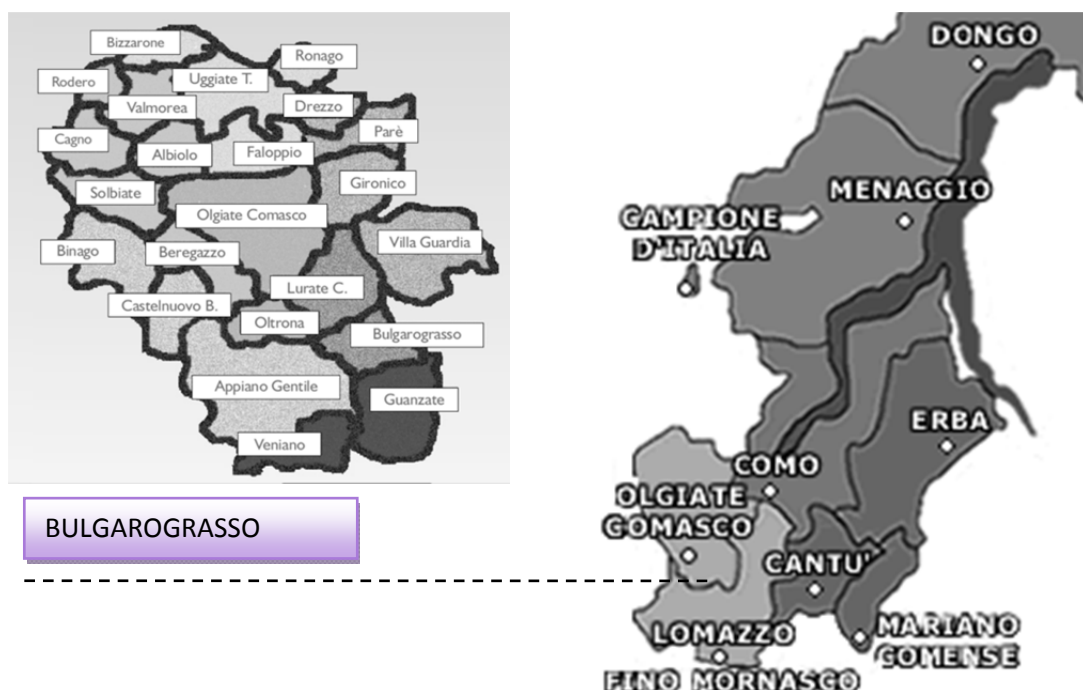 Bizzarone
Ronago
Rodero
Uggiate T.
Valmorea
Drezzo
Cagno
Albiolo
Faloppio
Parè
Solbiate
Gironico
Olgiate Comasco
Binago
Beregazzo
Villa Guardia
Castelnuovo B.
Lurate C.
Oltrona
Bulgarograsso
Appiano Gentile
Guanzate
Veniano
BULGAROGRASSO
DONGO
MENAGGIO
CAMPIONE
D'ITALIA
ERBA
COMO
OLGIATE
COMASCO
CANTU'
LOMAZZO
MARIANO
COMENSE
FINO MORNASCO